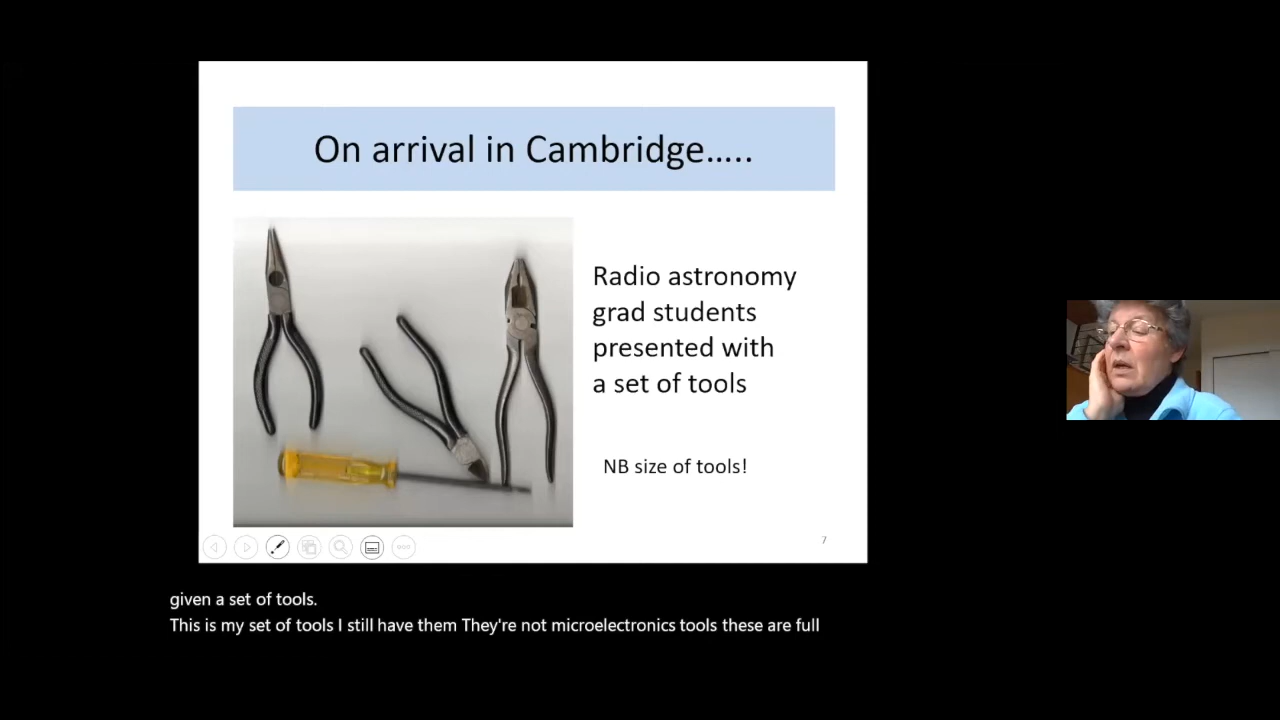 On arrival in Cambridge.....
Radio astronomy
grad students
presented with
a set of tools
NB size of tools!
7
given a set of tools.
This is my set of tools I still have them They're not microelectronics tools these are full